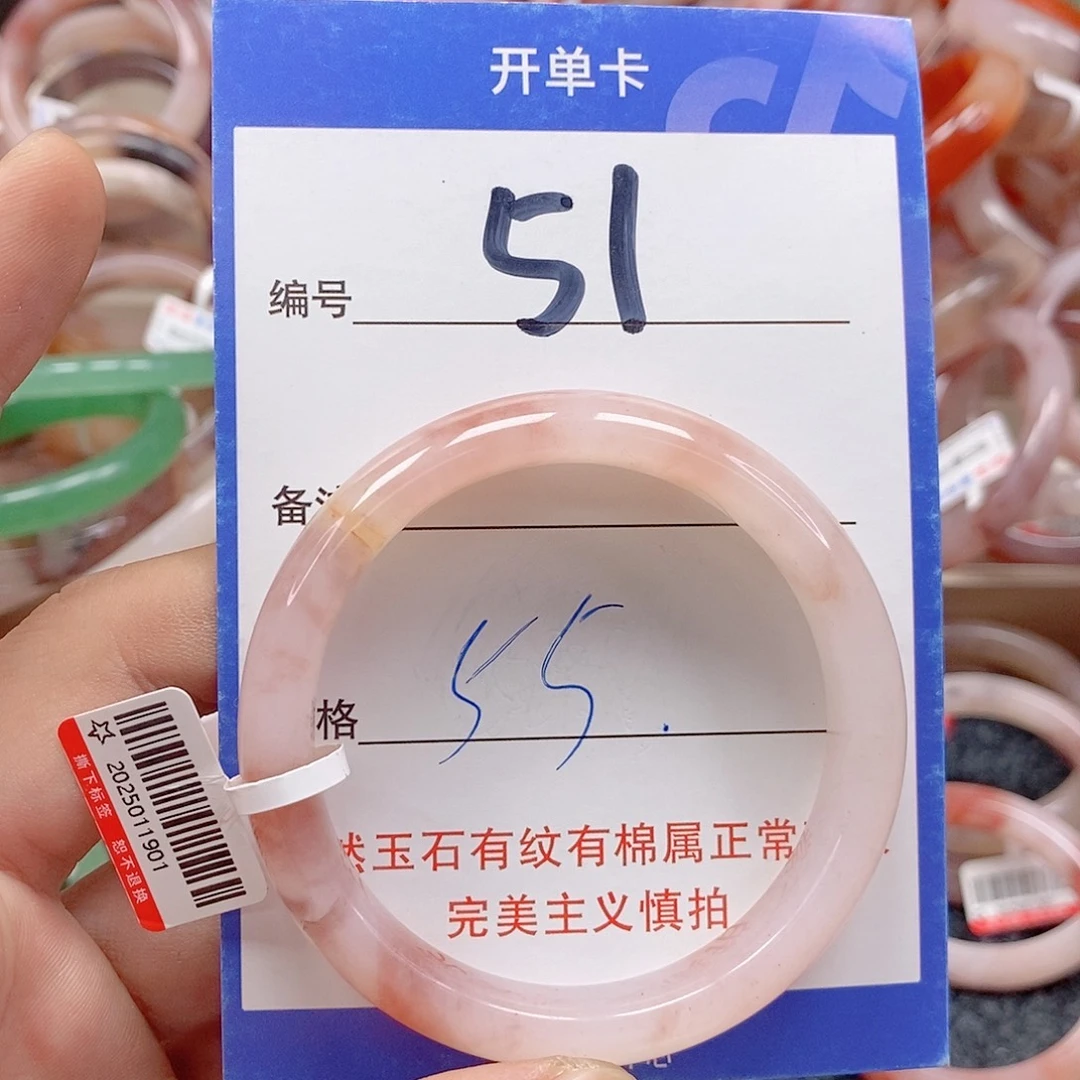 开单卡
编号 51
备
格 55.
玉石有纹有棉属正常
完美主义慎拍
2025011901
撕下标签 恕不退换